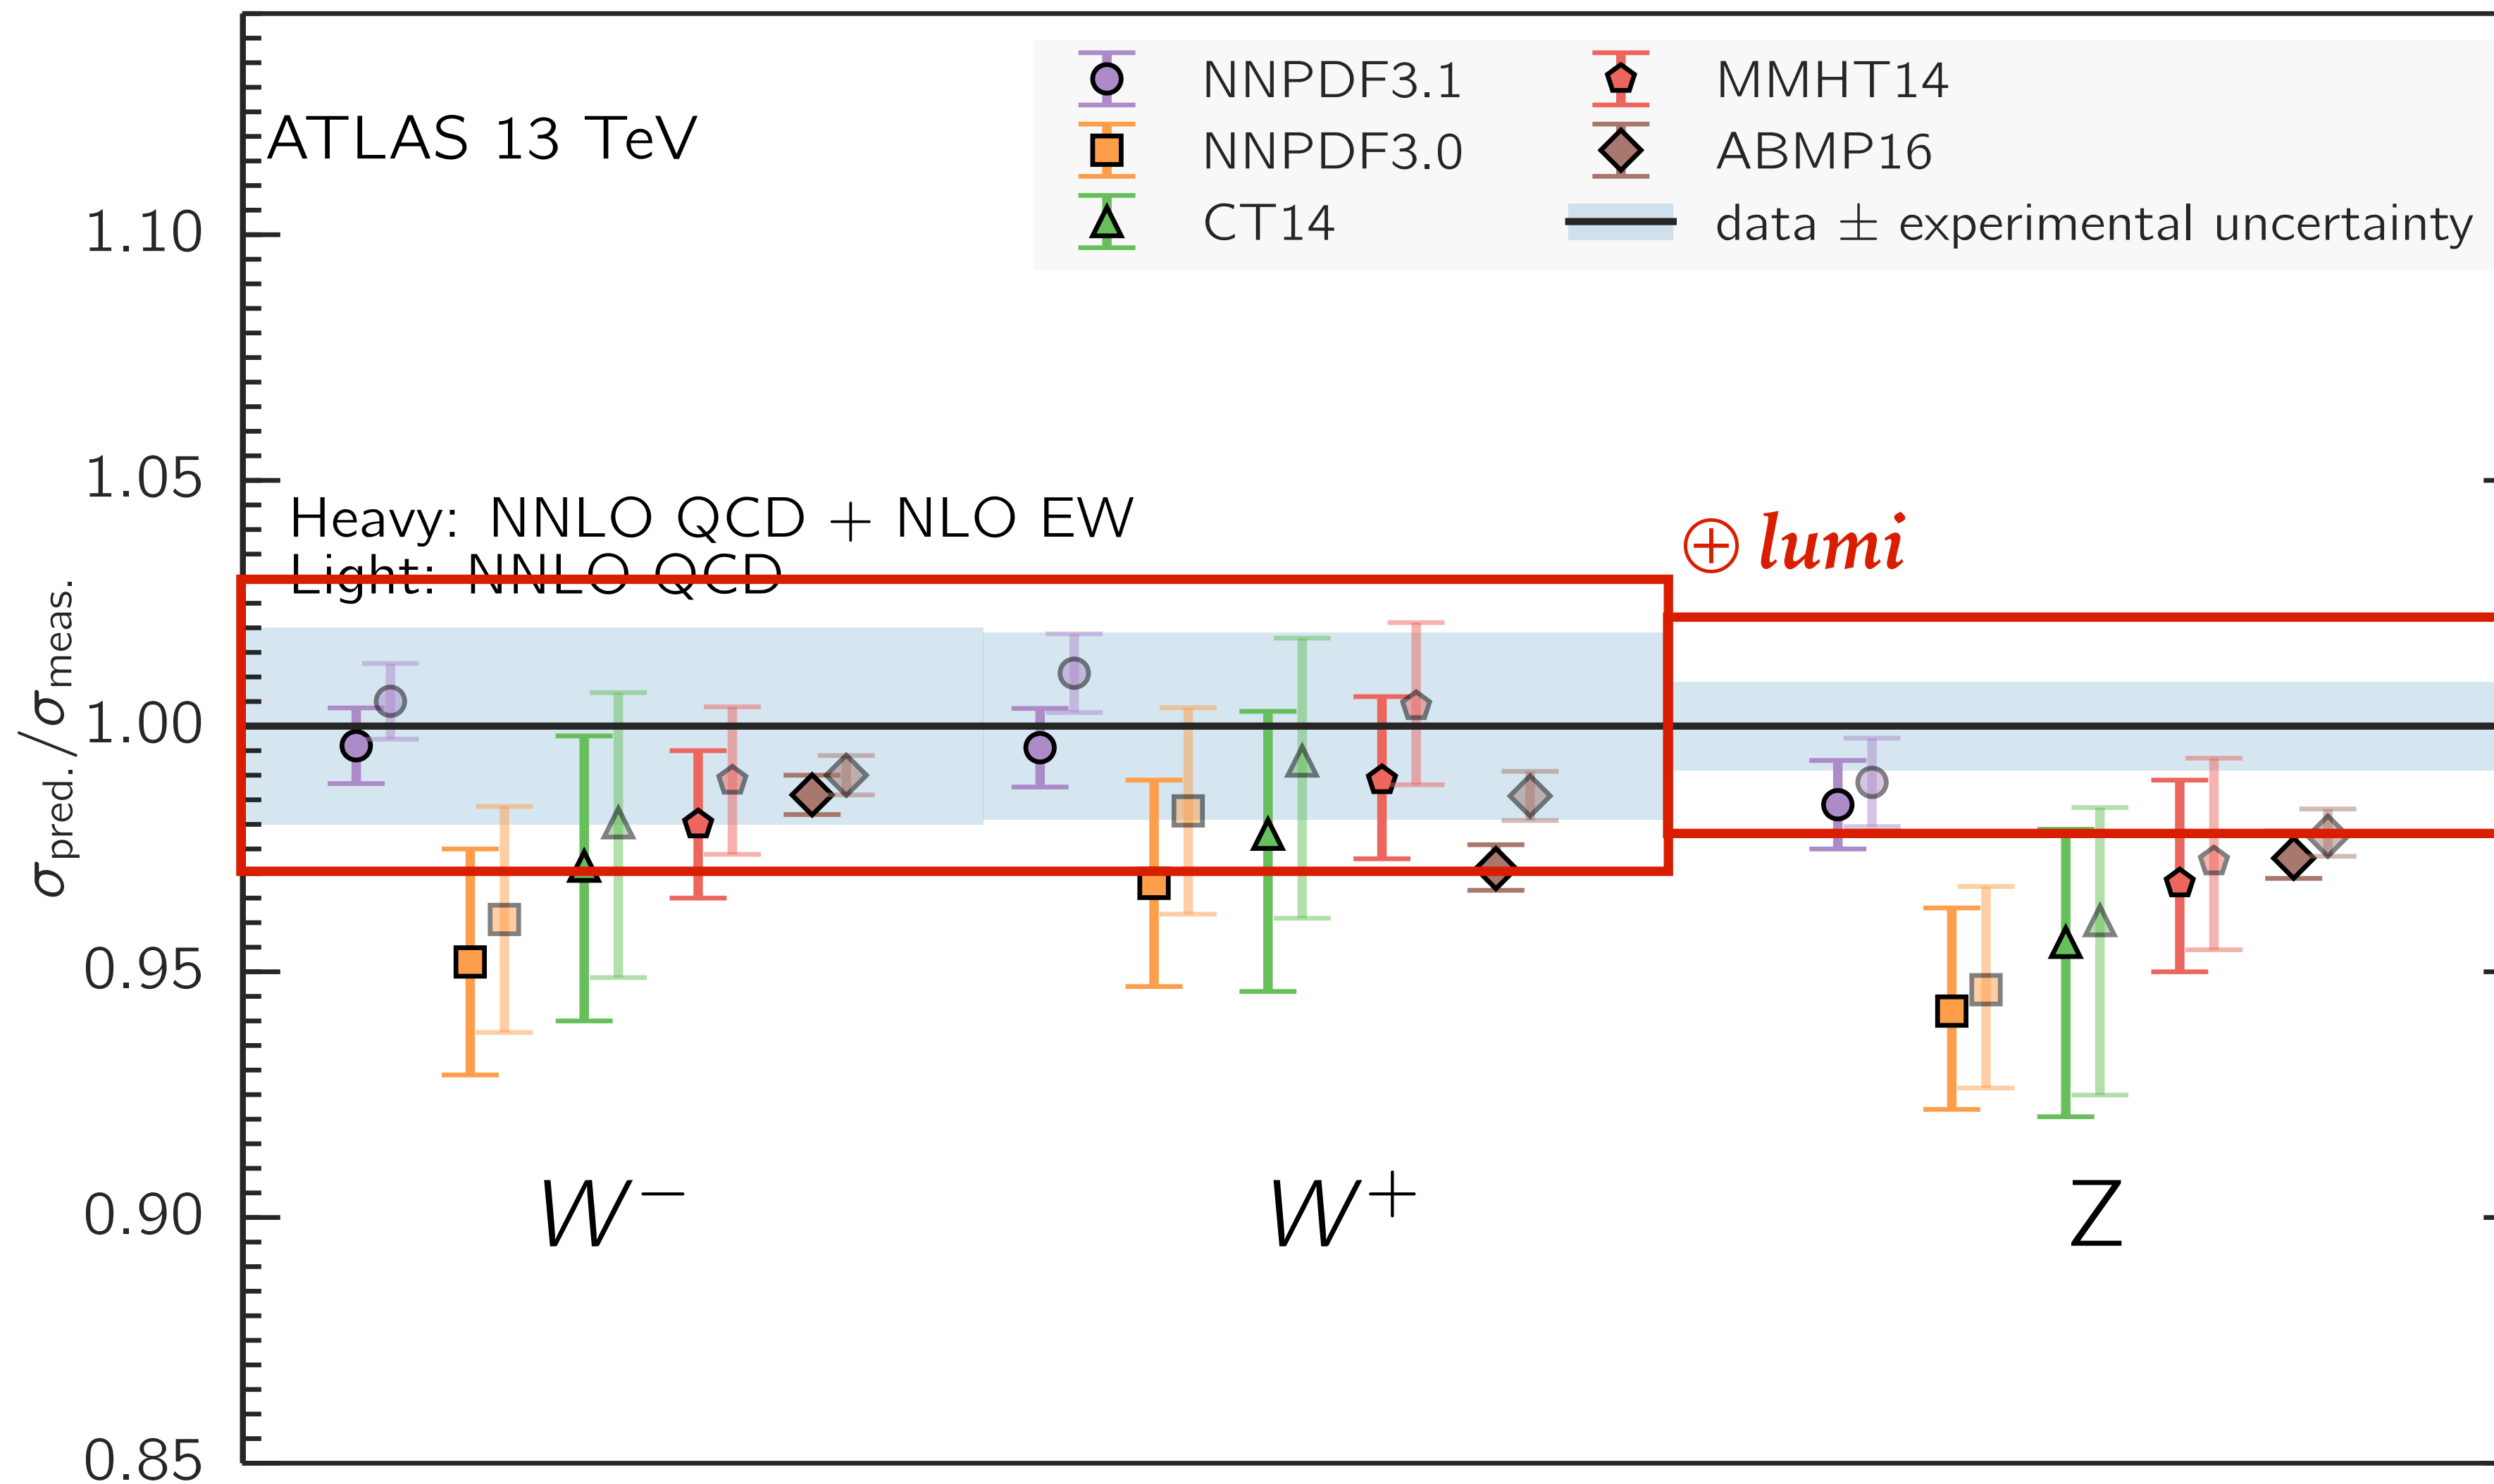 ATLAS 13 TeV
NNPDF3.1
NNPDF3.0
CT14
MMHT14
ABMP16
data ± experimental uncertainty
1.10
1.05
1.00
0.95
0.90
0.85
σpred./σmeas.
Heavy: NNLO QCD + NLO EW
Light: NNLO QCD
⊕ lumi
W−
W+
Z